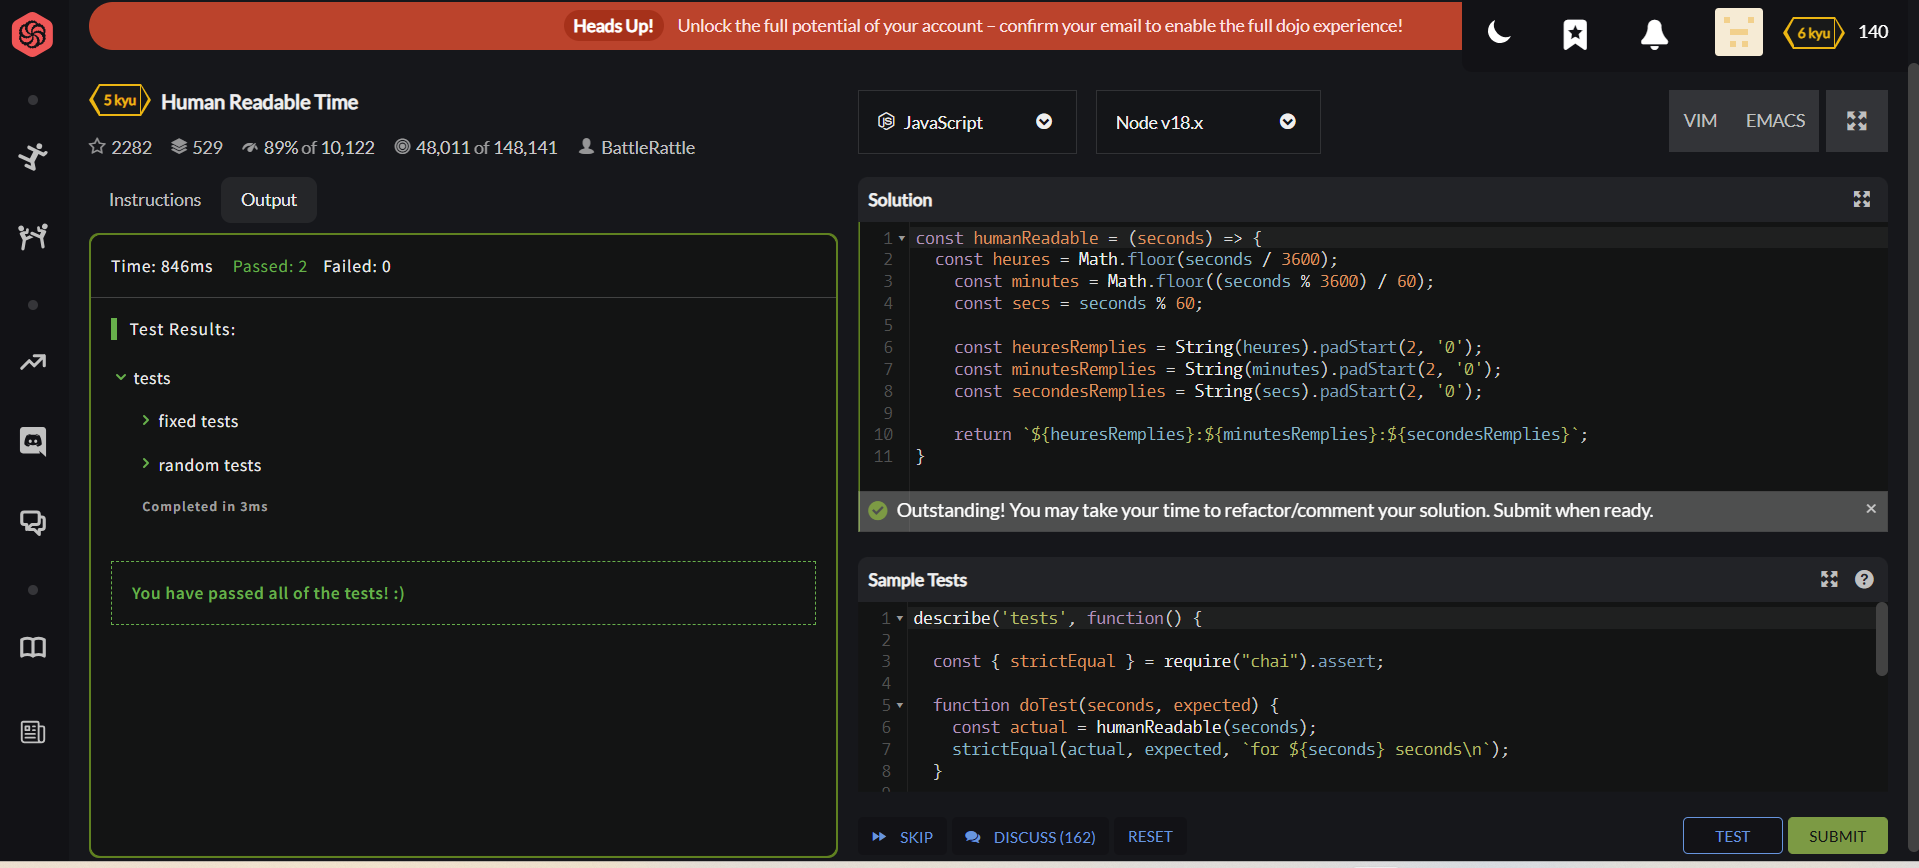 Heads Up! Unlock the full potential of your account – confirm your email to enable the full dojo experience!
6 kyu 140
5 kyu Human Readable Time
2282 529 89% of 10,122 48,011 of 148,141 BattleRattle
JavaScript
Node v18.x
VIM EMACS
Instructions Output
Time: 846ms Passed: 2 Failed: 0
Test Results:
tests
fixed tests
random tests
Completed in 3ms
You have passed all of the tests! :)
Solution
1 const humanReadable = (seconds) => {
2   const heures = Math.floor(seconds / 3600);
3     const minutes = Math.floor((seconds % 3600) / 60);
4     const secs = seconds % 60;
5
6     const heuresRemplies = String(heures).padStart(2, '0');
7     const minutesRemplies = String(minutes).padStart(2, '0');
8     const secondesRemplies = String(secs).padStart(2, '0');
9
10     return `${heuresRemplies}:${minutesRemplies}:${secondesRemplies}`;
11 }
Outstanding! You may take your time to refactor/comment your solution. Submit when ready. ×
Sample Tests ?
1 describe('tests', function() {
2
3   const { strictEqual } = require("chai").assert;
4
5   function doTest(seconds, expected) {
6     const actual = humanReadable(seconds);
7     strictEqual(actual, expected, `for ${seconds} seconds\n`);
8   }
SKIP DISCUSS (162) RESET
TEST SUBMIT